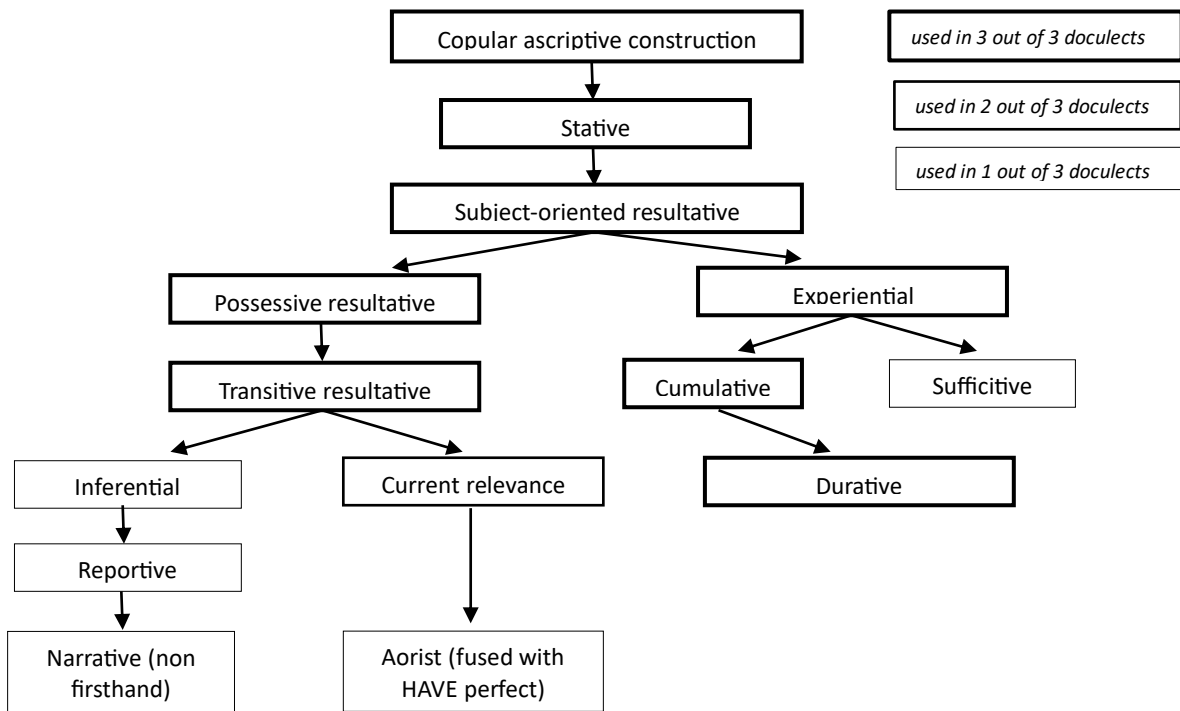 Copular ascriptive construction
used in 3 out of 3 doculects
used in 2 out of 3 doculects
Stative
used in 1 out of 3 doculects
Subject-oriented resultative
Possessive resultative
Experiential
Transitive resultative
Cumulative
Sufficitive
Inferential
Current relevance
Durative
Reportive
Narrative (non
firsthand)
Aorist (fused with
HAVE perfect)